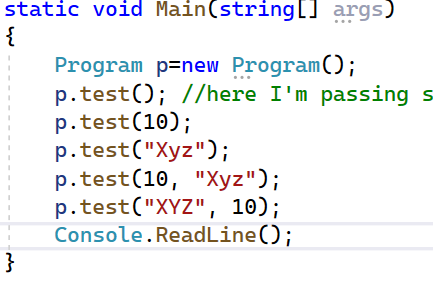 static void Main(string[] args)
{
Program p=new Program();
p.test(); //here I'm passing s
p.test(10);
p.test("Xyz");
p.test(10, "Xyz");
p.test("XYZ", 10);
Console.ReadLine();
}